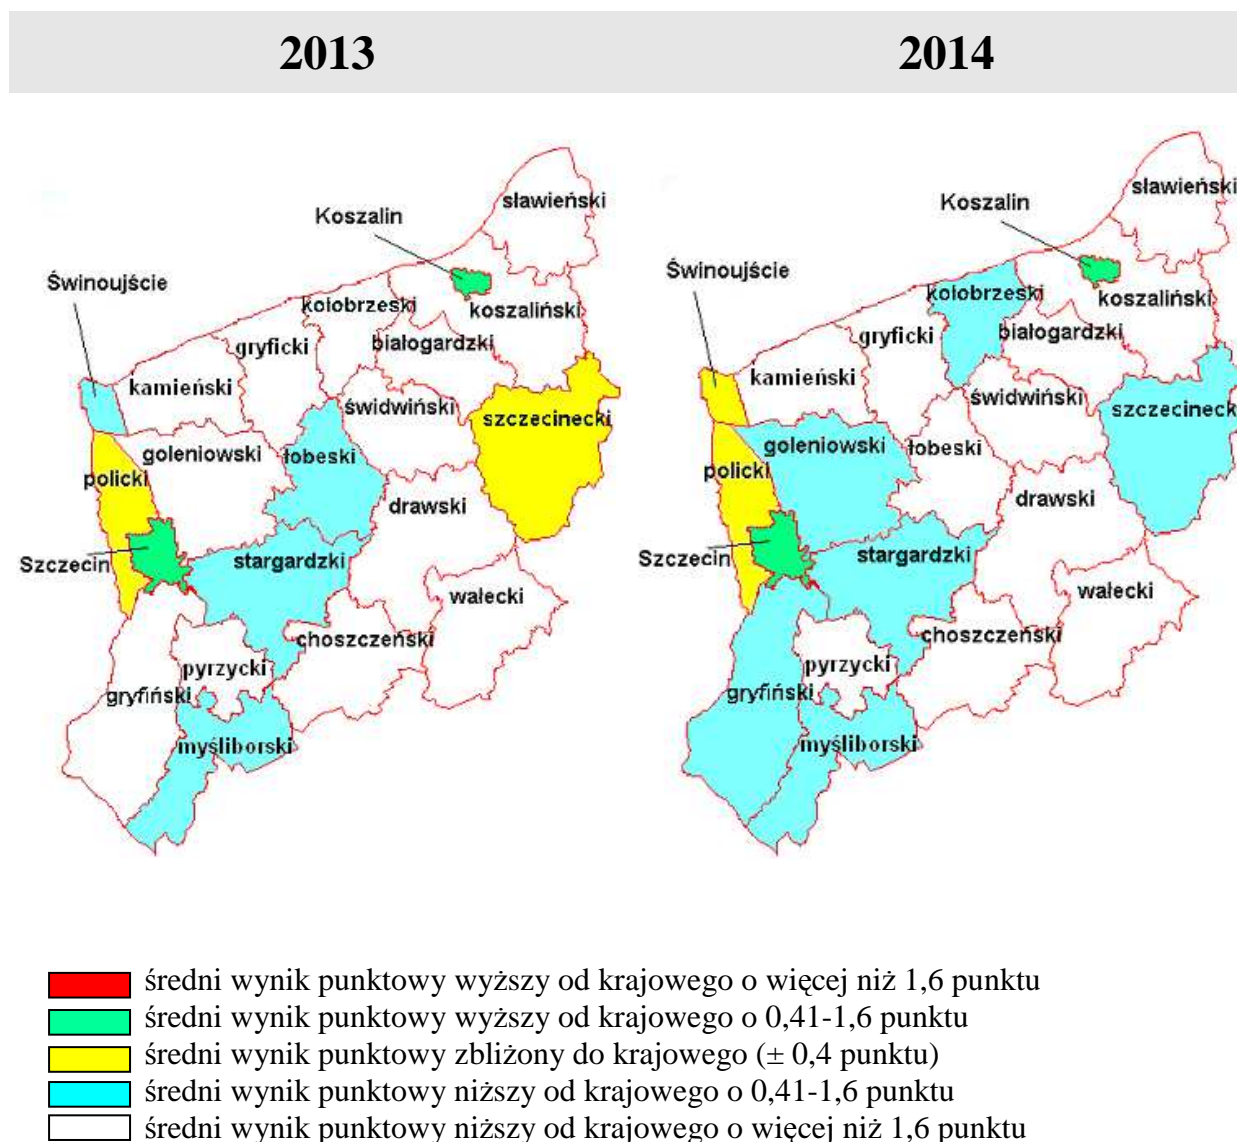 2013
2014
sławieński
Koszalin
Świnoujście
kołobrzeski
koszaliński
gryficki
białogardzki
kamieński
świdwiński
szczecinecki
goleniowski
łobeski
policki
drawski
Szczecin
stargardzki
wałecki
choszczeński
pyrzycki
gryfiński
myśliborski
sławieński
Koszalin
Świnoujście
kołobrzeski
koszaliński
gryficki
białogardzki
kamieński
świdwiński
szczecineck
goleniowski
łobeski
policki
drawski
Szczecin
stargardzki
wałecki
choszczeński
pyrzycki
gryfiński
myśliborski
średni wynik punktowy wyższy od krajowego o więcej niż 1,6 punktu
średni wynik punktowy wyższy od krajowego o 0,41-1,6 punktu
średni wynik punktowy zbliżony do krajowego (± 0,4 punktu)
średni wynik punktowy niższy od krajowego o 0,41-1,6 punktu
średni wynik punktowy niższy od krajowego o więcej niż 1,6 punktu